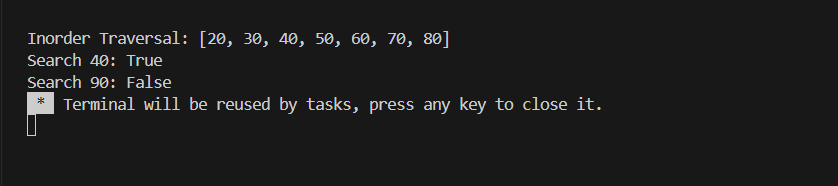 Inorder Traversal: [20, 30, 40, 50, 60, 70, 80]
Search 40: True
Search 90: False
* Terminal will be reused by tasks, press any key to close it.